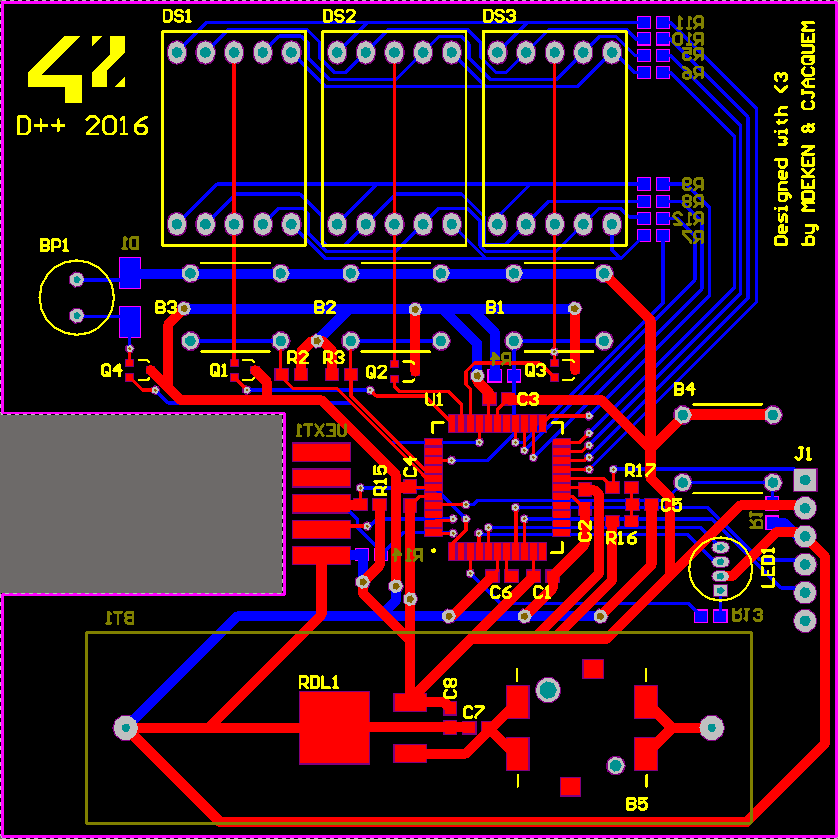 DS1
DS2
DS3
R11
R10
R5
R6
42
D++ 2016
Designed with <3
by MOEKEN & CJACQUEM
R9
R8
R12
R7
BP1
D1
B3
B2
B1
Q4
Q1
R2
R3
Q2
R4
Q3
B4
U1
C3
UEXT1
R15
C4
R17
J1
C5
R1
C2
R16
R14
LED1
C6
C1
R13
BT1
RDL1
C8
C7
B5